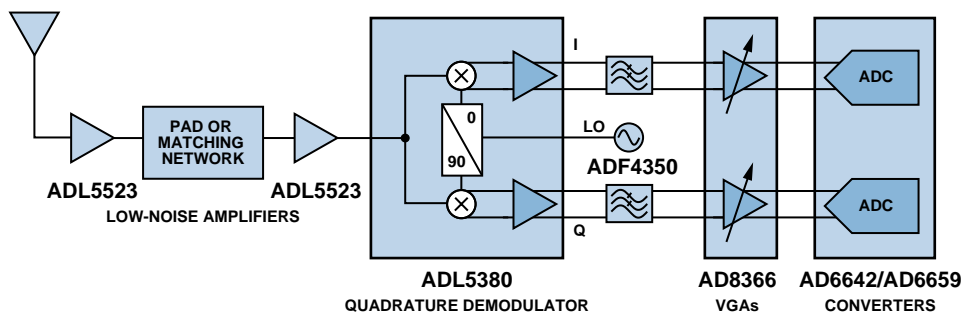 I
ADC
PAD OR
MATCHING
NETWORK
0
90
LO
ADF4350
ADL5523
ADL5523
LOW-NOISE AMPLIFIERS
ADC
Q
ADL5380
QUADRATURE DEMODULATOR
AD8366
VGAs
AD6642/AD6659
CONVERTERS